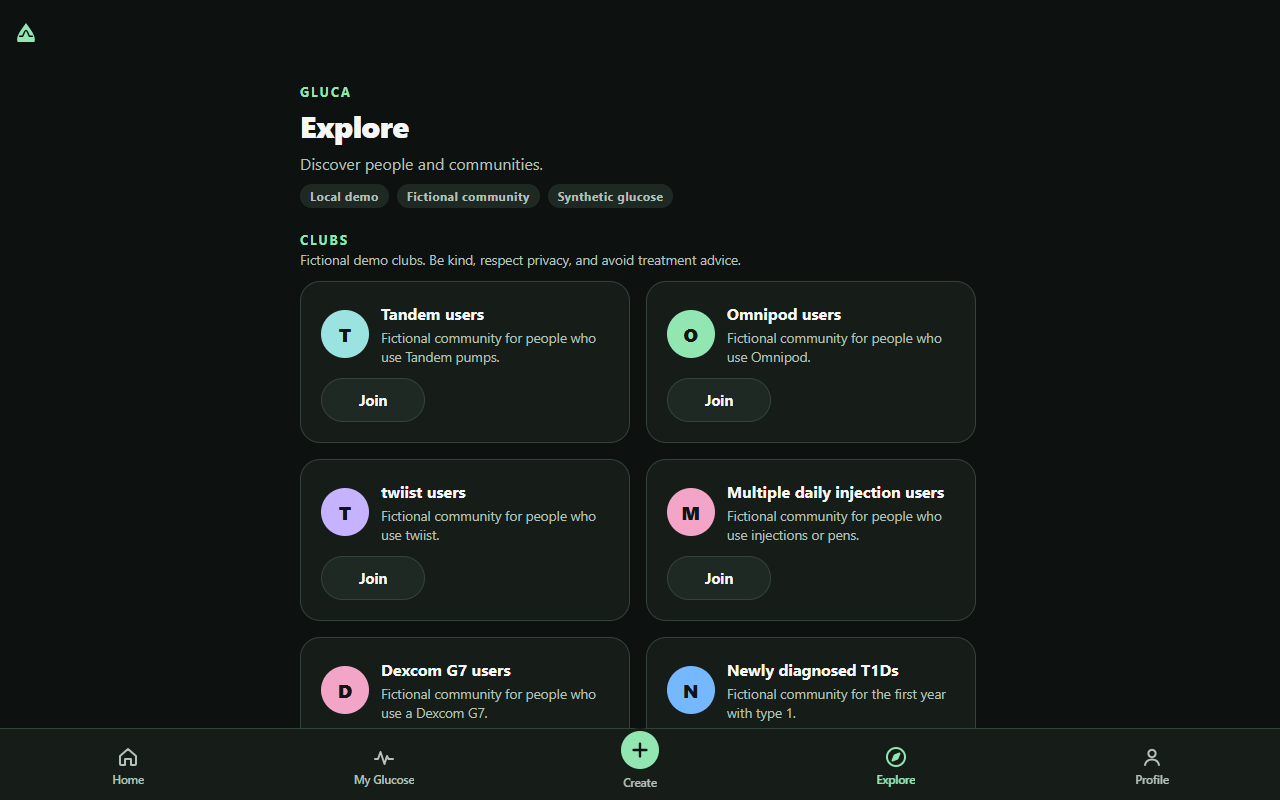 GLUCA
Explore
Discover people and communities.
Local demo
Fictional community
Synthetic glucose
CLUBS
Fictional demo clubs. Be kind, respect privacy, and avoid treatment advice.
T
Tandem users
Fictional community for people who
use Tandem pumps.
Join
O
Omnipod users
Fictional community for people who
use Omnipod.
Join
T
twiist users
Fictional community for people who
use twiist.
Join
M
Multiple daily injection users
Fictional community for people who
use injections or pens.
Join
D
Dexcom G7 users
Fictional community for people who
use a Dexcom G7.
N
Newly diagnosed T1Ds
Fictional community for the first year
with type 1.
Home
My Glucose
Create
Explore
Profile